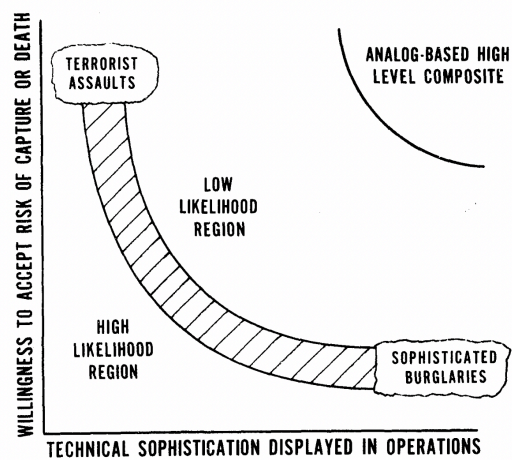 WILLINGNESS TO ACCEPT RISK OF CAPTURE OR DEATH
TERRORIST
ASSAULTS
ANALOG-BASED HIGH
LEVEL COMPOSITE
LOW
LIKELIHOOD
REGION
HIGH
LIKELIHOOD
REGION
SOPHISTICATED
BURGLARIES
TECHNICAL SOPHISTICATION DISPLAYED IN OPERATIONS